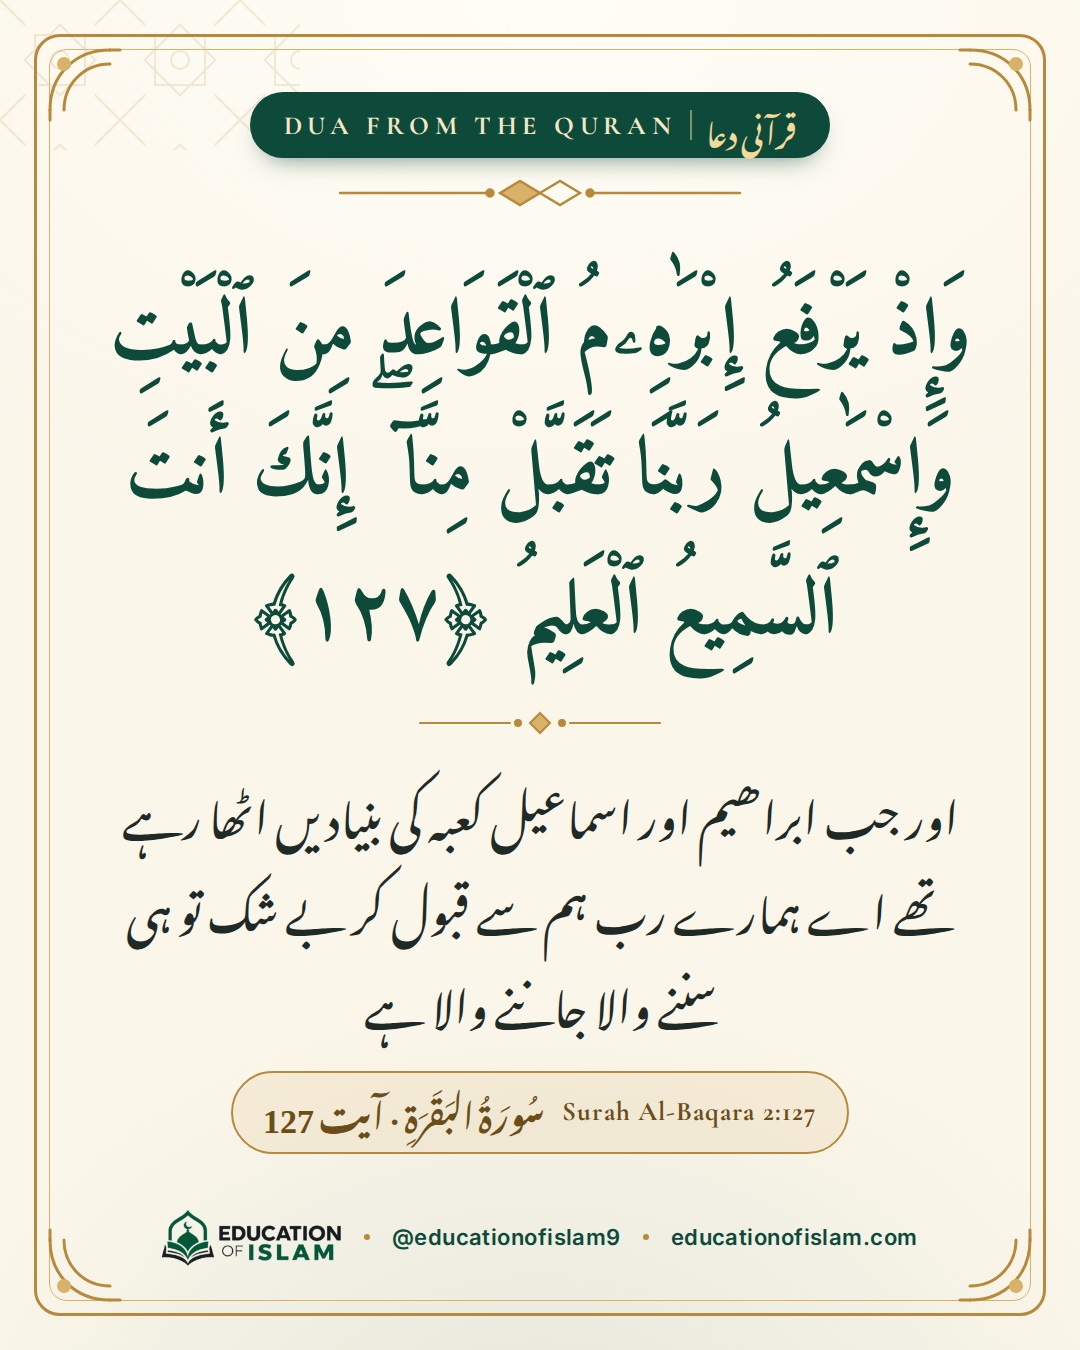 DUA FROM THE QURAN | قرآنی دعا
وَإِذْ يَرْفَعُ إِبْرَٰهِـۧمُ ٱلْقَوَاعِدَ مِنَ ٱلْبَيْتِ
وَإِسْمَـٰعِيلُ رَبَّنَا تَقَبَّلْ مِنَّآ ۖ إِنَّكَ أَنتَ
ٱلسَّمِيعُ ٱلْعَلِيمُ ﴿١٢٧﴾
اور جب ابراھیم اور اسماعیل کعبہ کی بنیادیں اٹھا رہے
تھے اے ہمارے رب ہم سے قبول کر بے شک تو ہی
سننے والا جاننے والا ہے
سُورَةُ البَقَرَةِ · آیت 127 Surah Al-Baqara 2:127
EDUCATION OF ISLAM • @educationofislam9 • educationofislam.com